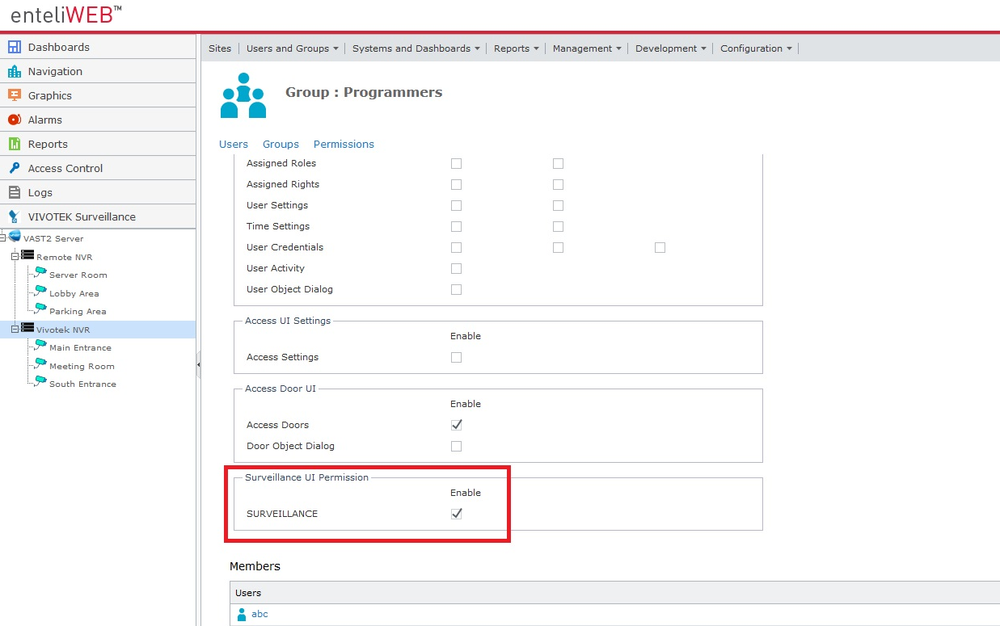 enteliWEB™
Dashboards
Navigation
Graphics
Alarms
Reports
Access Control
Logs
VIVOTEK Surveillance
VAST2 Server
Remote NVR
Server Room
Lobby Area
Parking Area
Vivotek NVR
Main Entrance
Meeting Room
South Entrance
Sites Users and Groups Systems and Dashboards Reports Management Development Configuration
Group : Programmers
Users Groups Permissions
Assigned Roles
Assigned Rights
User Settings
Time Settings
User Credentials
User Activity
User Object Dialog
Access UI Settings
Enable
Access Settings
Access Door UI
Enable
Access Doors
Door Object Dialog
Surveillance UI Permission
Enable
SURVEILLANCE
Members
Users
abc